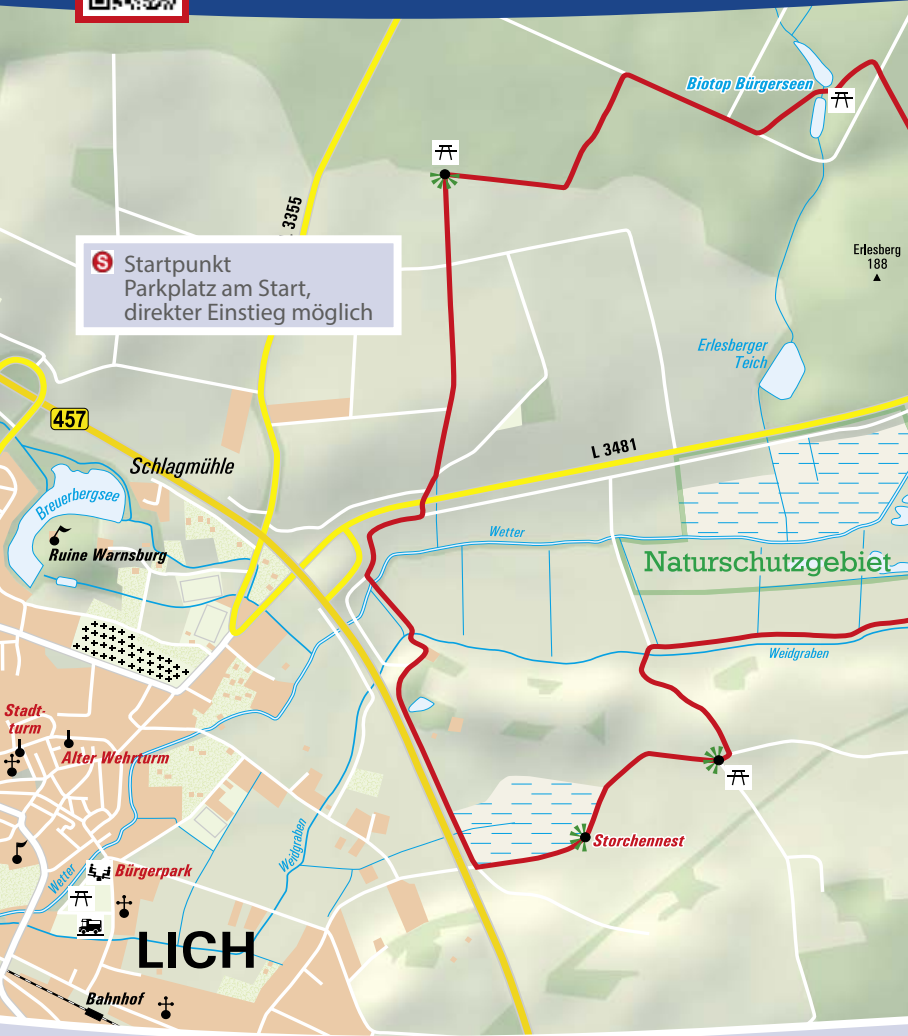 Biotop Bürgerseen
3355
S Startpunkt
Parkplatz am Start,
direkter Einstieg möglich
Erlesberg
188
Erlesberger
Teich
457
Schlagmühle
L 3481
Breuerbergsee
Wetter
Ruine Warnsburg
Naturschutzgebiet
Weidgraben
Stadt-
turm
Alter Wehrturm
Storchennest
Weidgraben
Wetter
Bürgerpark
LICH
Bahnhof